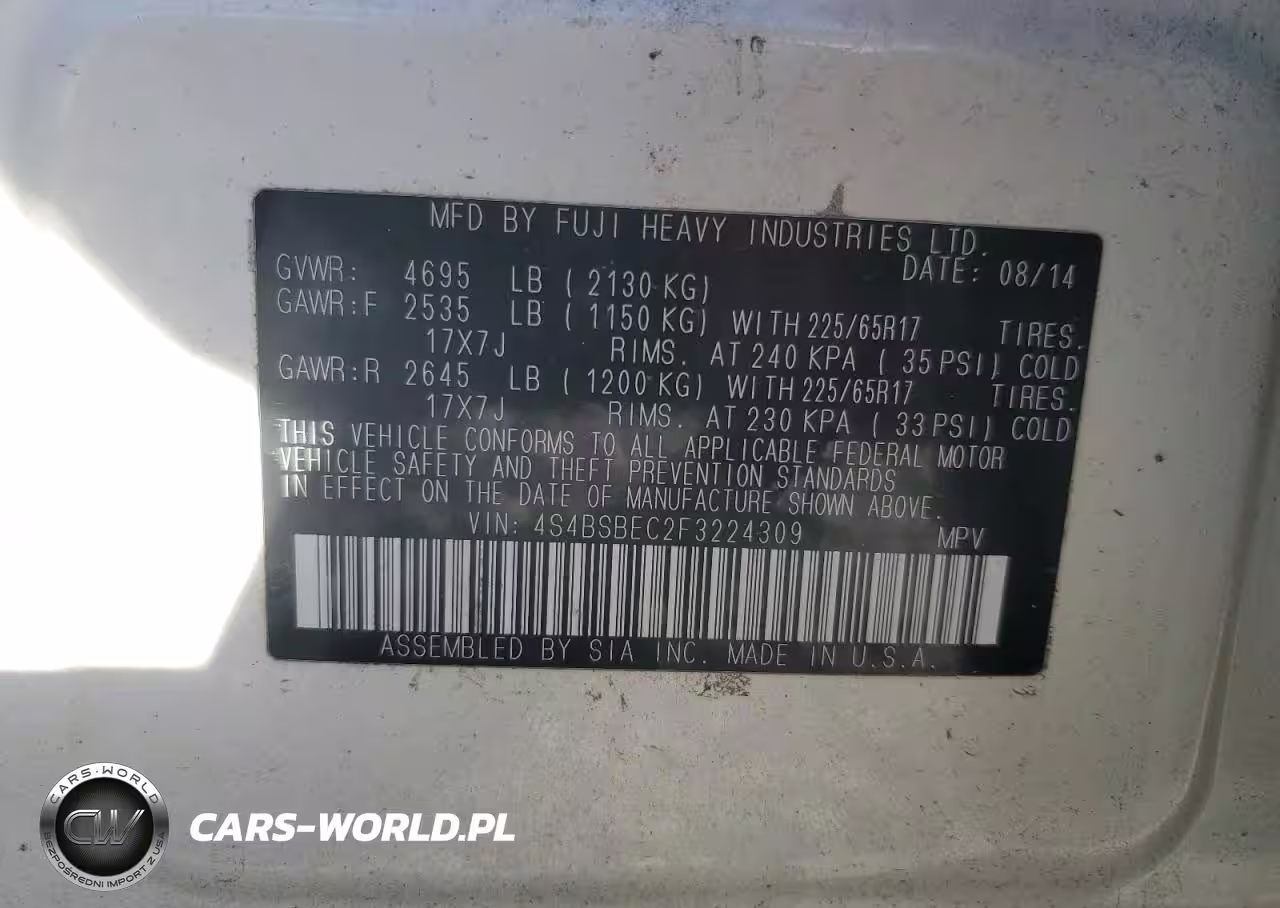 MFD BY FUJI HEAVY INDUSTRIES LTD.
DATE: 08/14
GVWR: 4695 LB ( 2130 KG)
GAWR:F 2535 LB ( 1150 KG) WITH 225/65R17 TIRES.
17X7J RIMS. AT 240 KPA ( 35 PSI) COLD
GAWR:R 2645 LB ( 1200 KG) WITH 225/65R17 TIRES.
17X7J RIMS. AT 230 KPA ( 33 PSI) COLD
THIS VEHICLE CONFORMS TO ALL APPLICABLE FEDERAL MOTOR
VEHICLE SAFETY AND THEFT PREVENTION STANDARDS
IN EFFECT ON THE DATE OF MANUFACTURE SHOWN ABOVE.
VIN: 4S4BSBEC2F3224309 MPV
ASSEMBLED BY SIA INC. MADE IN U.S.A.
CARS-WORLD
CW
BEZPOŚREDNI IMPORT Z USA
CARS-WORLD.PL